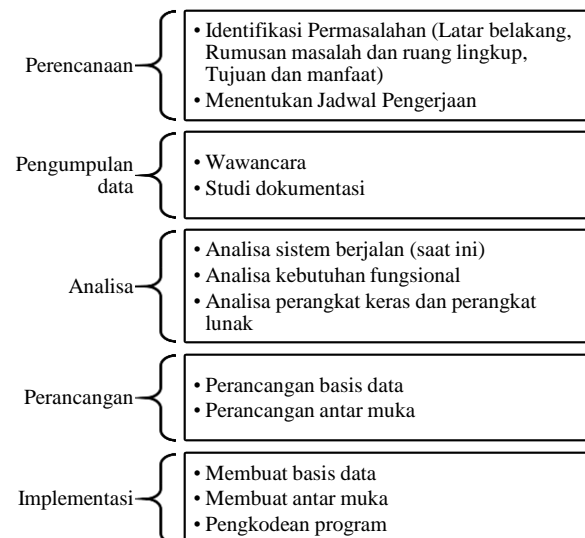 Perencanaan
• Identifikasi Permasalahan (Latar belakang,
Rumusan masalah dan ruang lingkup,
Tujuan dan manfaat)
• Menentukan Jadwal Pengerjaan
Pengumpulan
data
• Wawancara
• Studi dokumentasi
Analisa
• Analisa sistem berjalan (saat ini)
• Analisa kebutuhan fungsional
• Analisa perangkat keras dan perangkat
lunak
Perancangan
• Perancangan basis data
• Perancangan antar muka
Implementasi
• Membuat basis data
• Membuat antar muka
• Pengkodean program